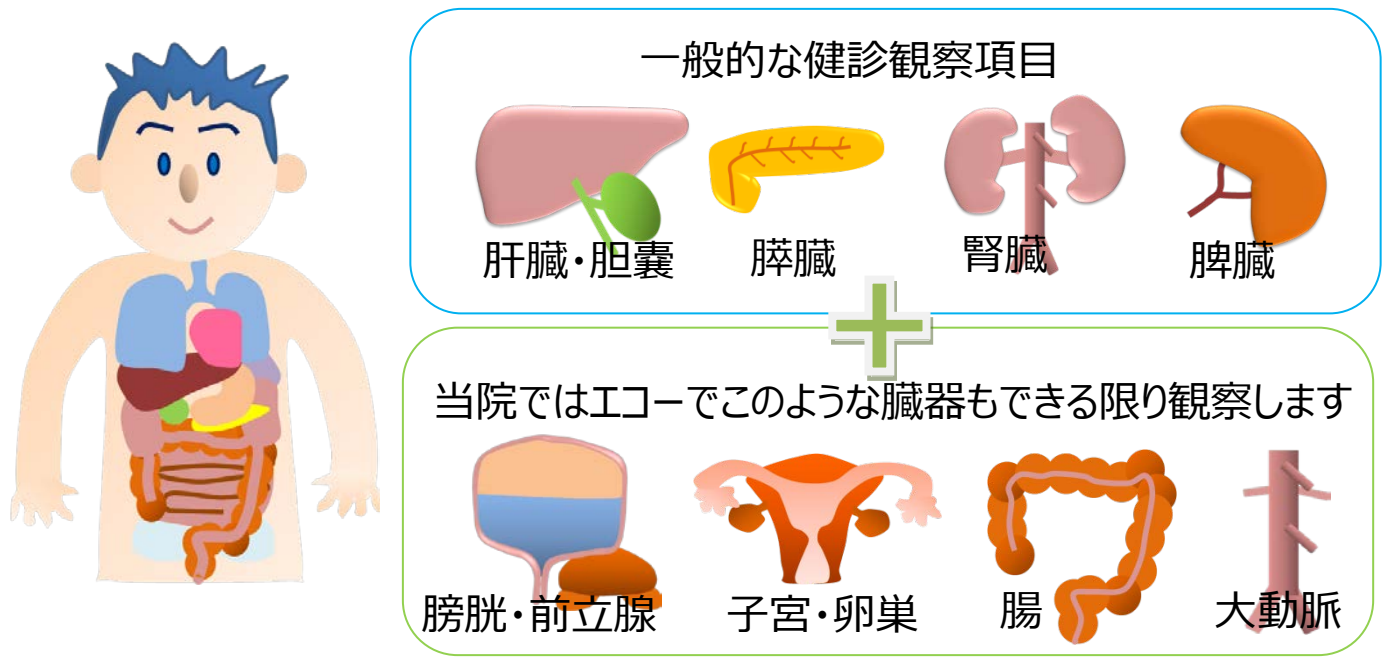 一般的な健診観察項目
肝臓・胆嚢
膵臓
腎臓
脾臓
当院ではエコーでこのような臓器もできる限り観察します
膀胱・前立腺
子宮・卵巣
腸
大動脈